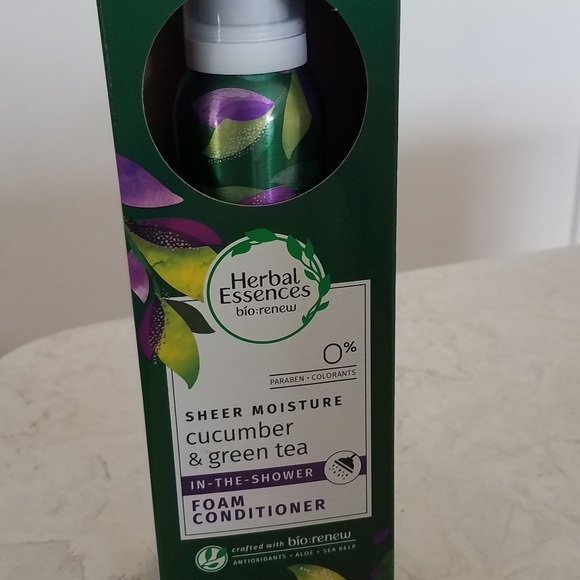 Herbal
Essences
bio:renew
0%
PARABEN • COLORANTS
SHEER MOISTURE
cucumber
& green tea
IN-THE-SHOWER
FOAM
CONDITIONER
crafted with bio:renew
ANTIOXIDANTS • ALOE • SEA KELP